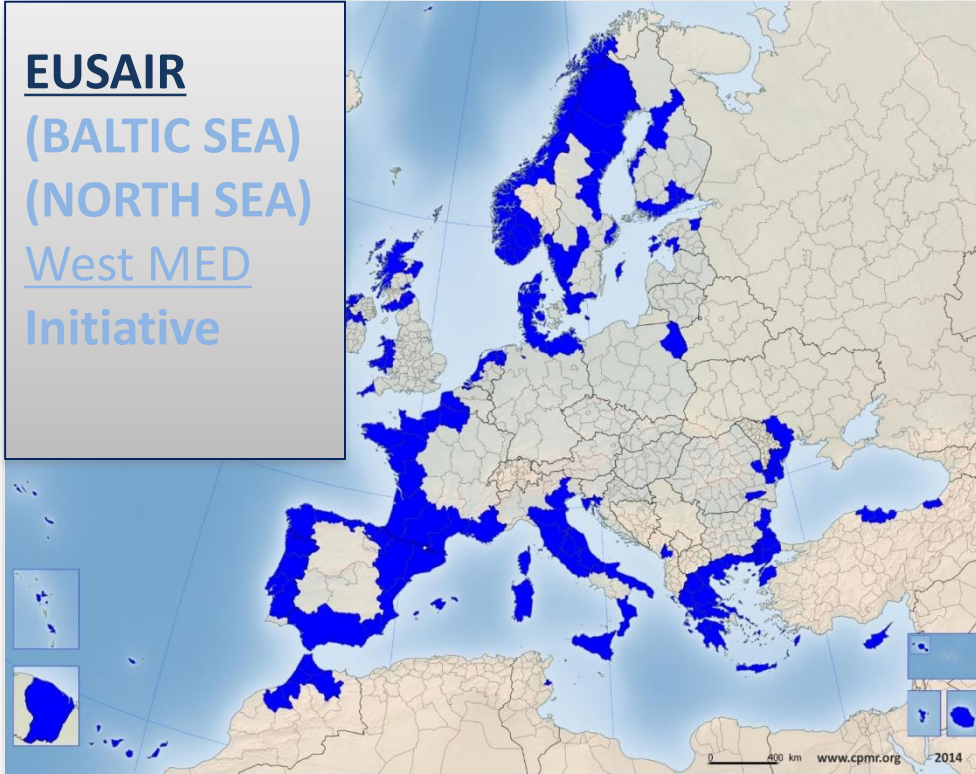 EUSAIR
(BALTIC SEA)
(NORTH SEA)
West MED
Initiative
0 400 km www.cpmr.org 2014